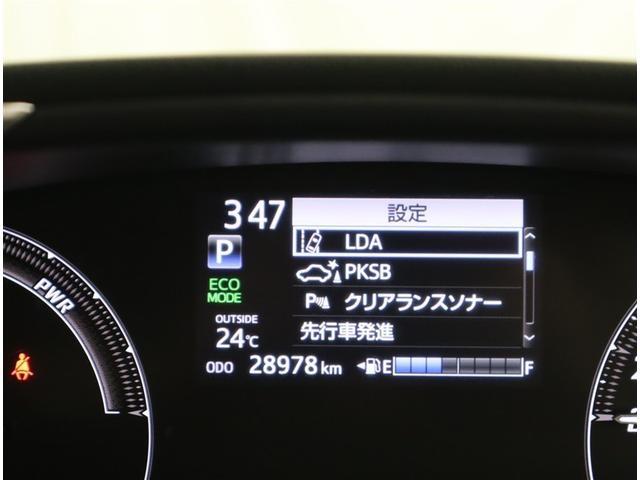 3 47
設定
LDA
P
PKSB
ECO
MODE
P クリアランスソナー
OUTSIDE
24℃
先行車発進
ODO 28978 km
E F
PWR